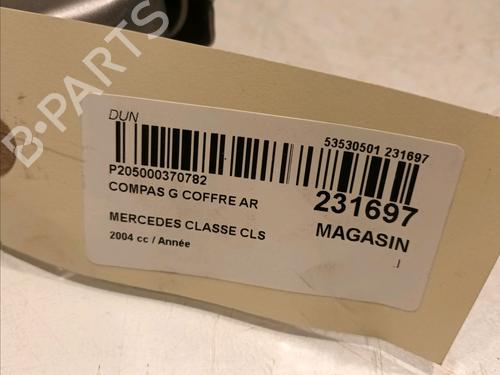 B-PARTS
DUN
53530501 231697
P205000370782
COMPAS G COFFRE AR
231697
MERCEDES CLASSE CLS
MAGASIN
2004 cc / Année